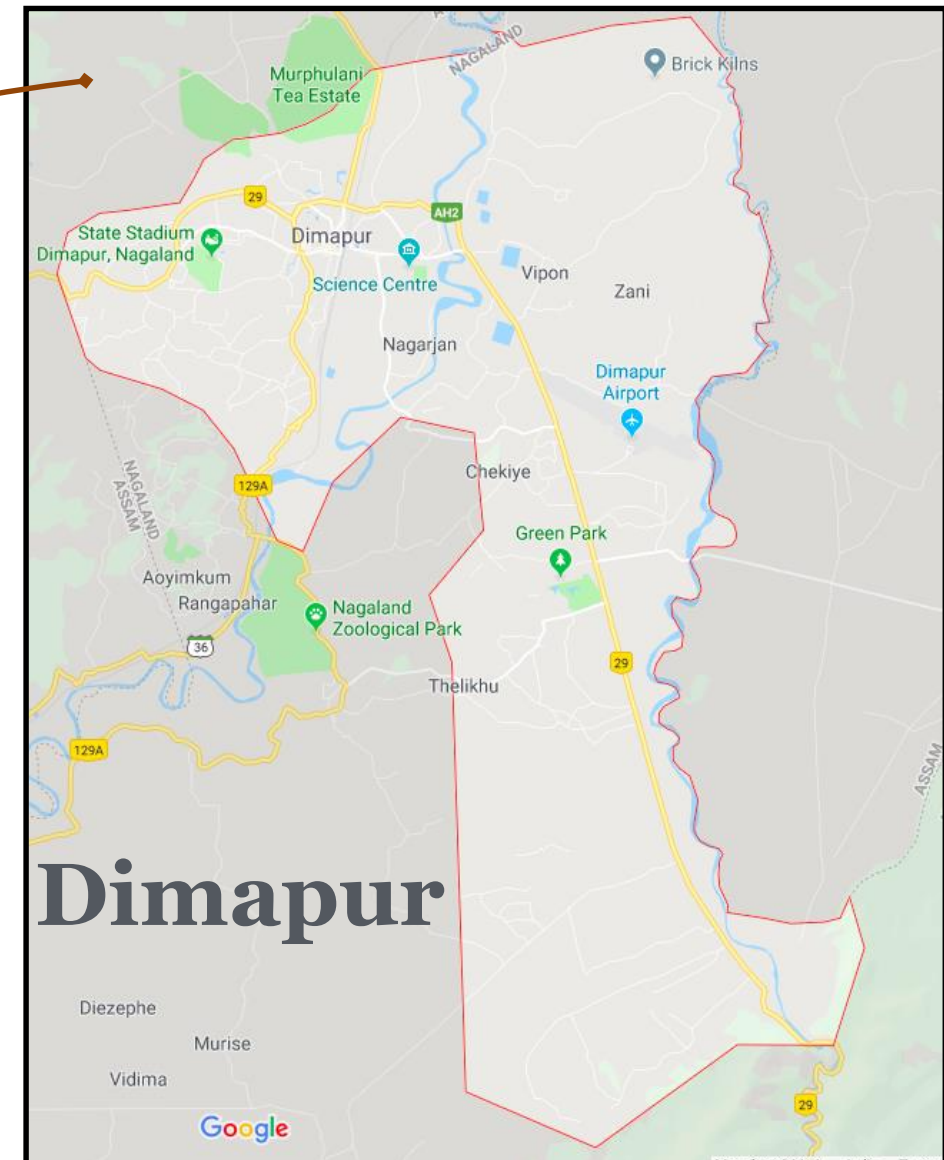 NAGALAND
Brick Kilns
Murphulani
Tea Estate
29
AH2
State Stadium
Dimapur, Nagaland
Dimapur
Science Centre
Vipon
Zani
Nagarjan
Dimapur
Airport
Chekiye
129A
NAGALAND
ASSAM
Green Park
Aoyimkum
Rangapahar
Nagaland
Zoological Park
36
29
Thelikhu
129A
ASSAM
Dimapur
Diezephe
Murise
Vidima
Google
29